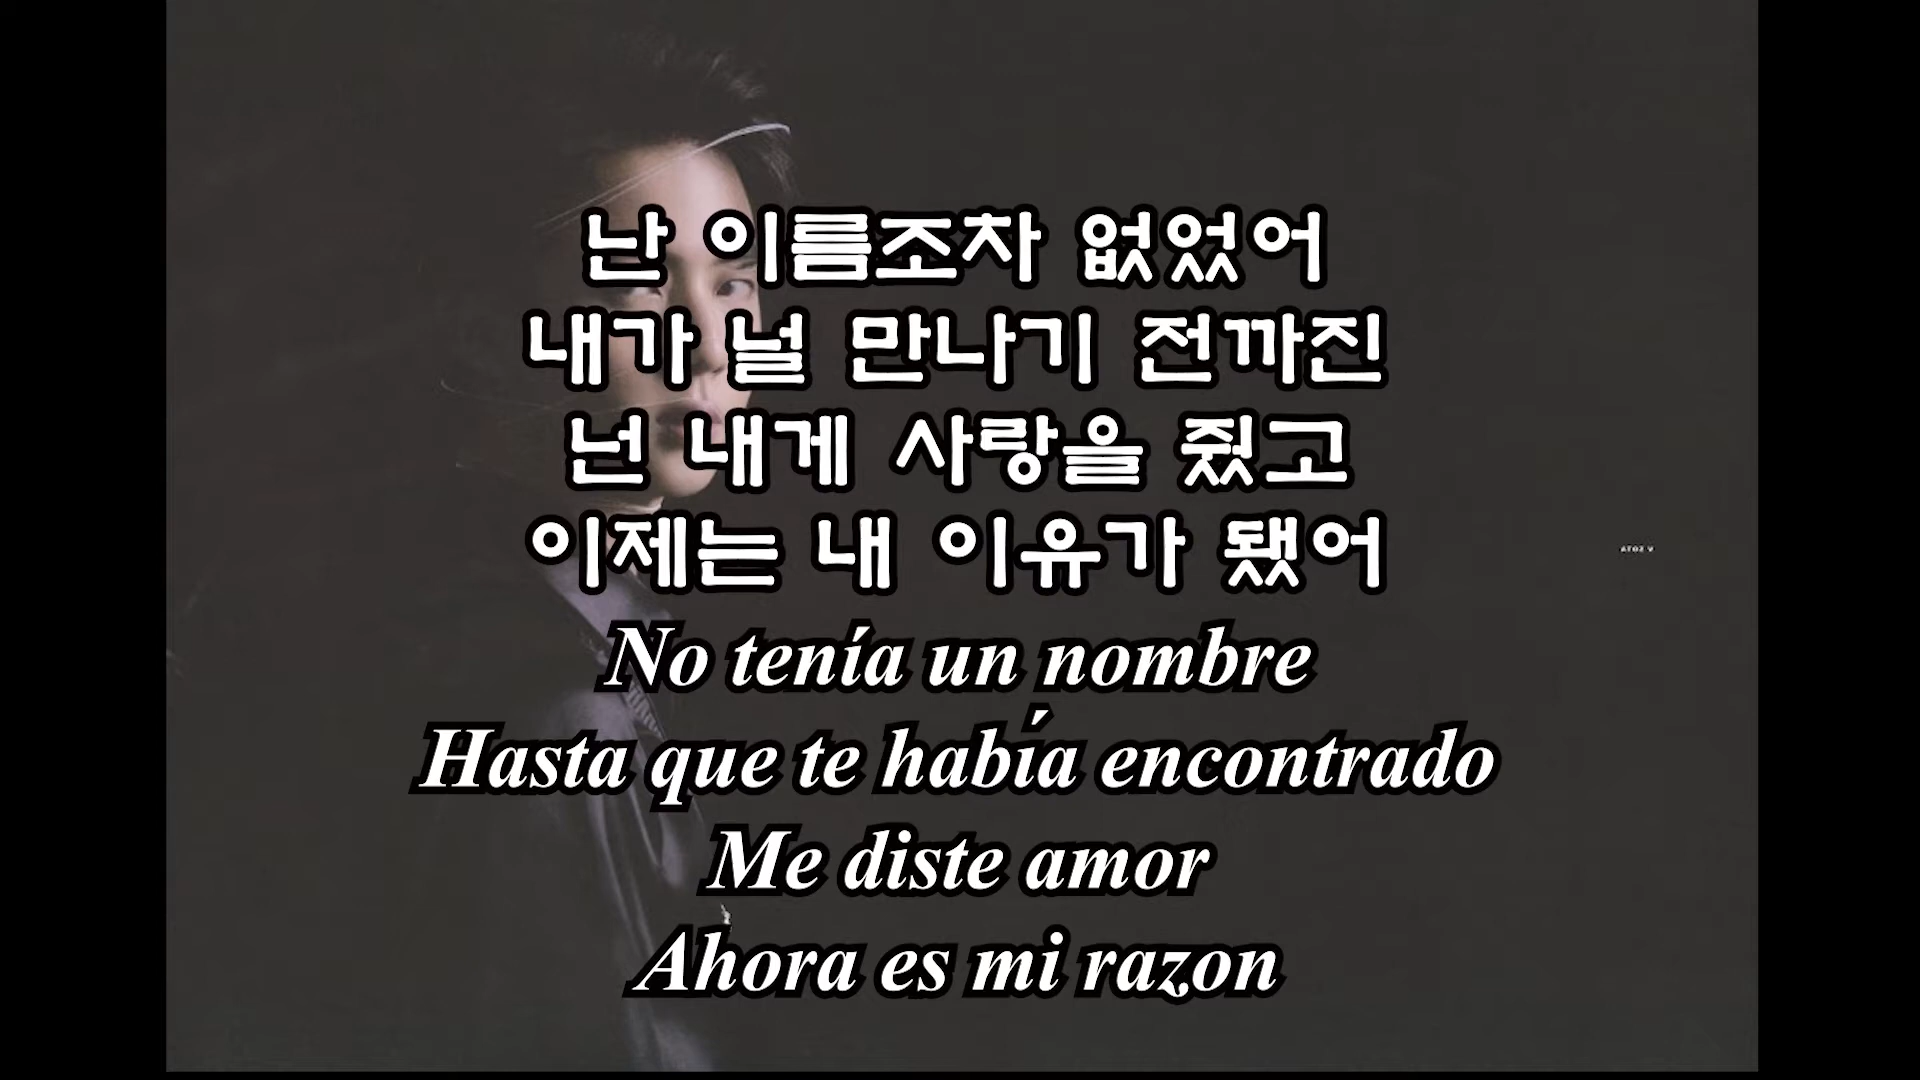 난 이름조차 없었어
내가 널 만나기 전까진
넌 내게 사랑을 줬고
이제는 내 이유가 됐어
No tenía un nombre
Hasta que te había encontrado
Me diste amor
Ahora es mi razon